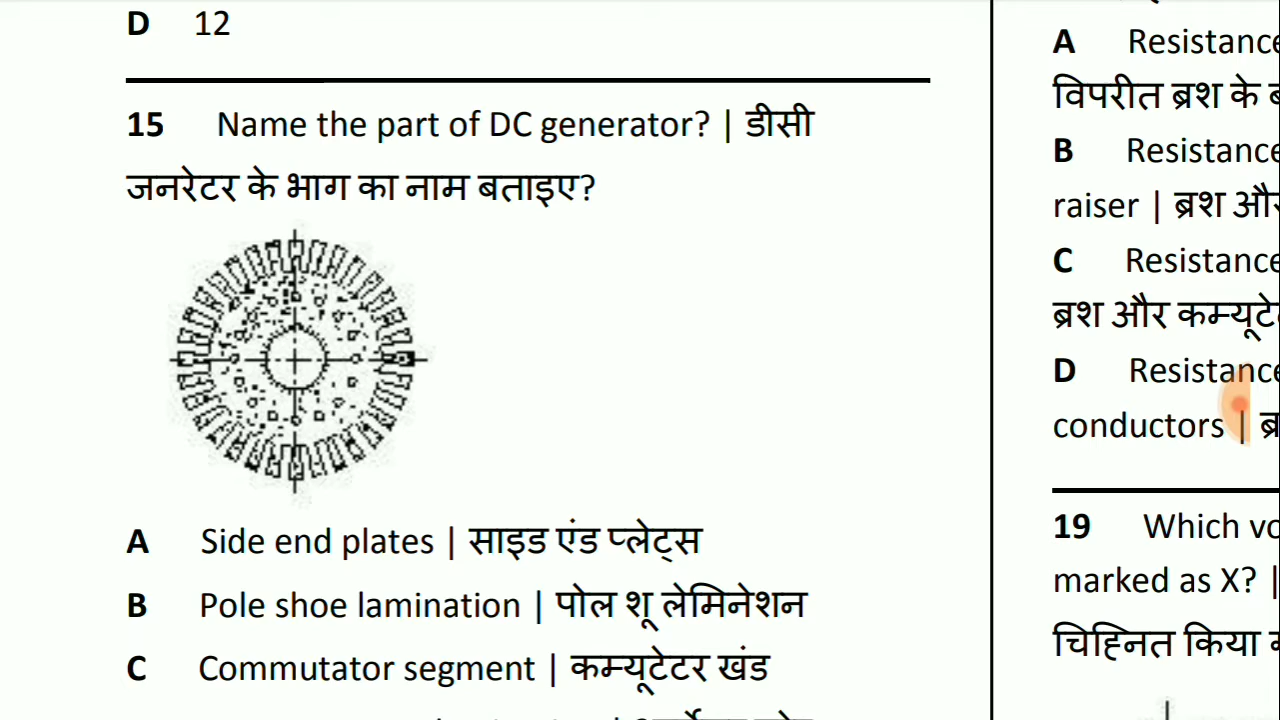 D 12
15 Name the part of DC generator? | डीसी
जनरेटर के भाग का नाम बताइए?
A Side end plates | साइड एंड प्लेट्स
B Pole shoe lamination | पोल शू लेमिनेशन
C Commutator segment | कम्यूटेटर खंड
A Resistance
विपरीत ब्रश के
B Resistance
raiser | ब्रश और
C Resistance
ब्रश और
D Resistance
conductors |
19 Which
marked as X? |
चिह्नित किया